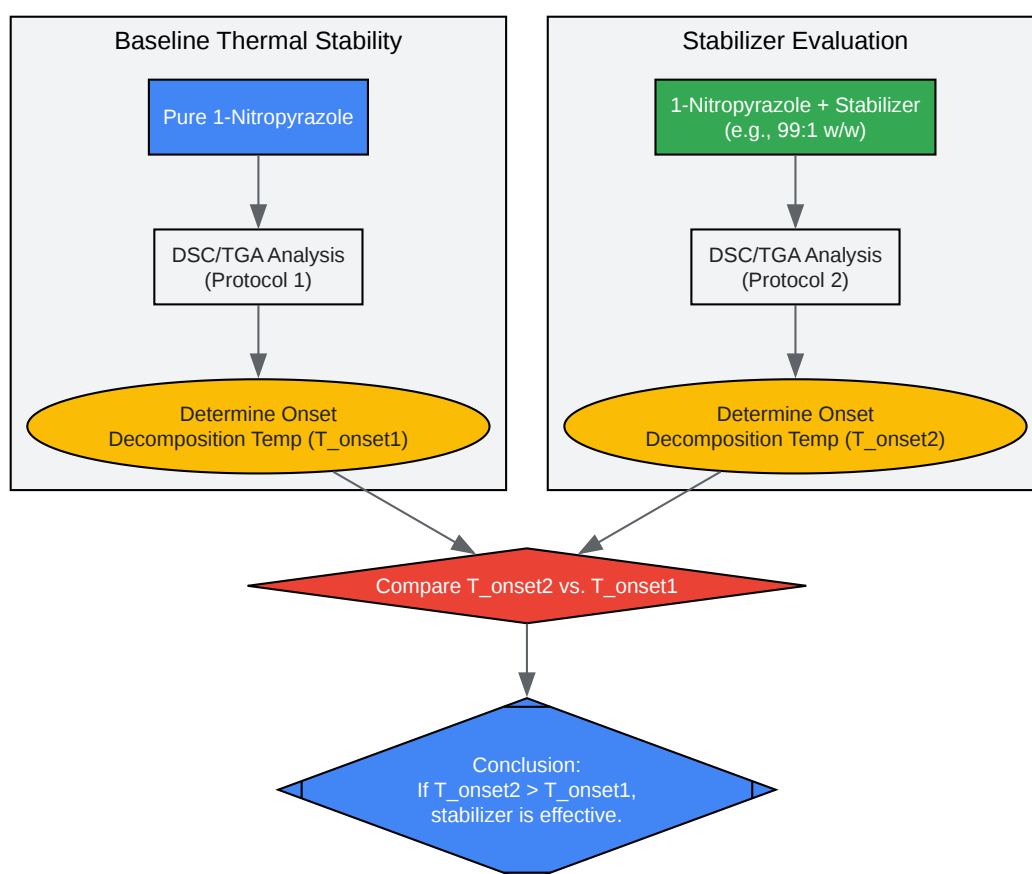 Baseline Thermal Stability
Pure 1-Nitropyrazole
DSC/TGA Analysis
(Protocol 1)
Determine Onset
Decomposition Temp (T_onset1)
Stabilizer Evaluation
1-Nitropyrazole + Stabilizer
(e.g., 99:1 w/w)
DSC/TGA Analysis
(Protocol 2)
Determine Onset
Decomposition Temp (T_onset2)
Compare T_onset2 vs. T_onset1
Conclusion:
If T_onset2 > T_onset1,
stabilizer is effective.